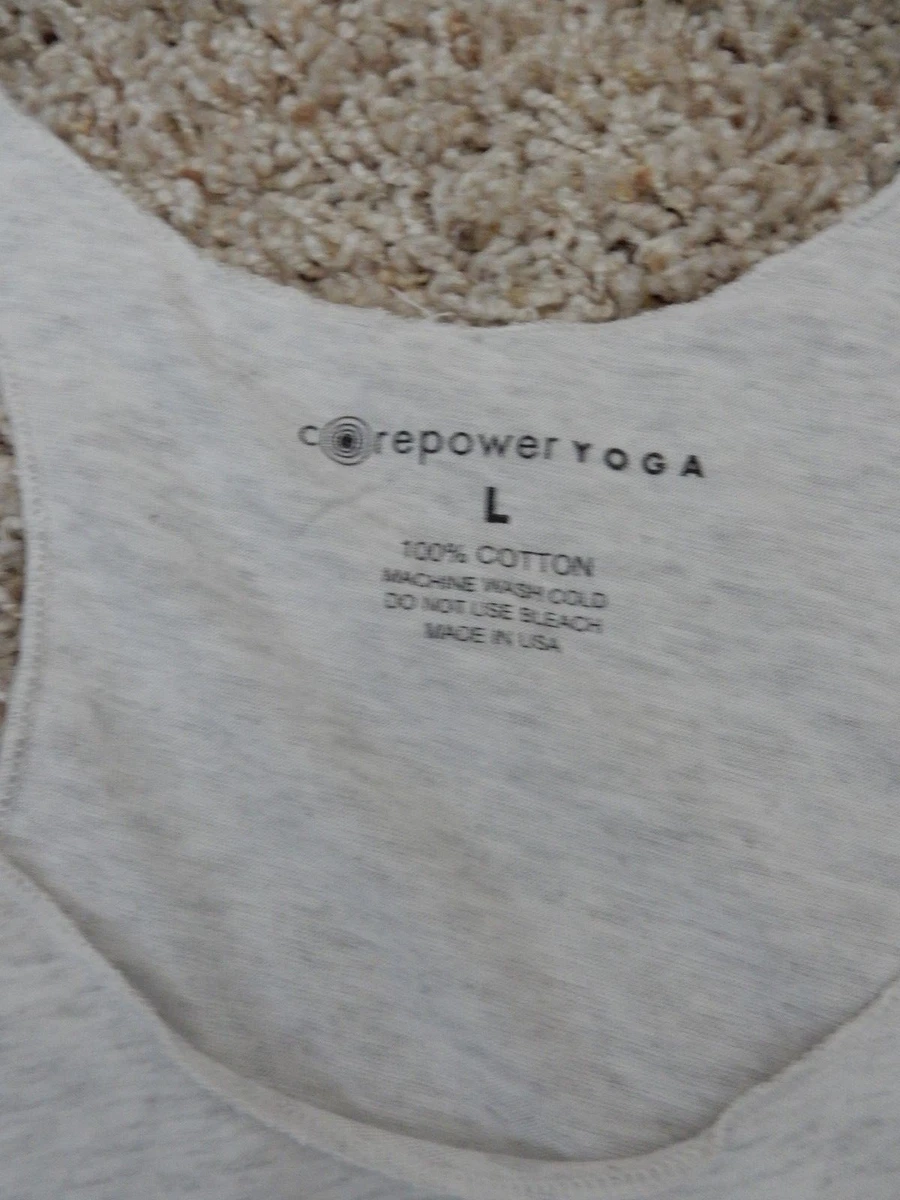 corepower YOGA
L
100% COTTON
MACHINE WASH COLD
DO NOT USE BLEACH
MADE IN USA